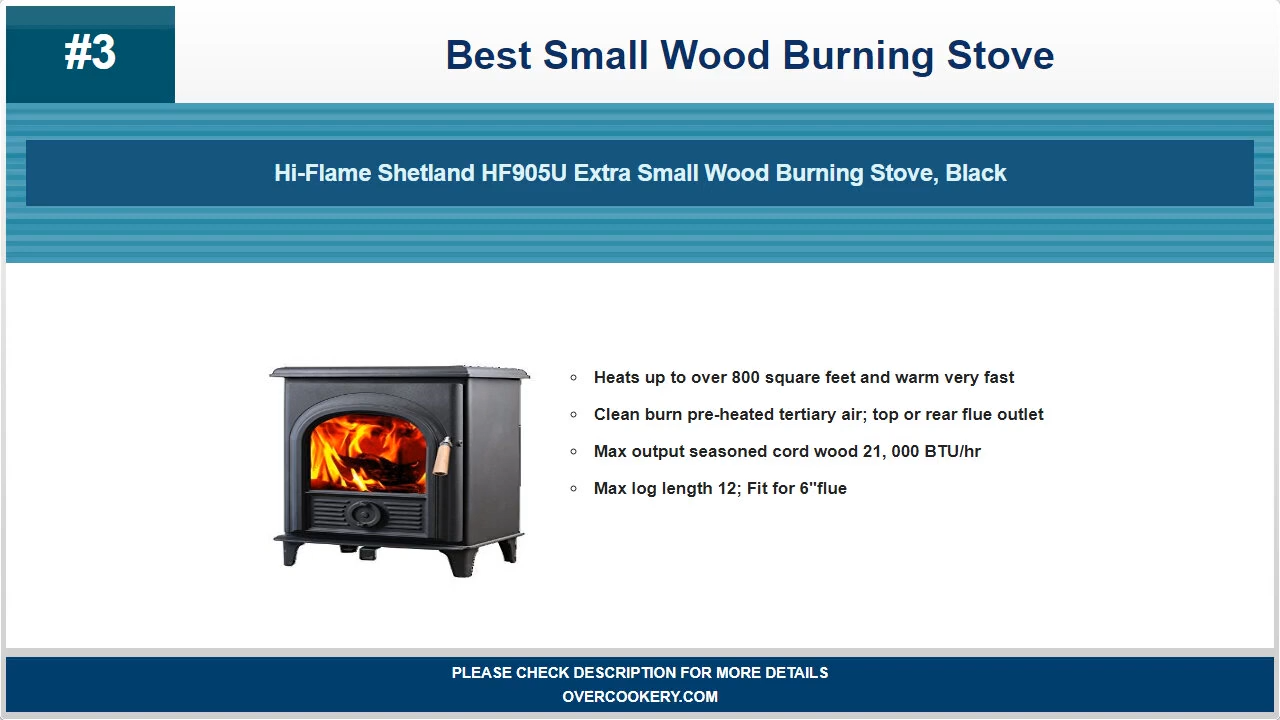 #3
Best Small Wood Burning Stove
Hi-Flame Shetland HF905U Extra Small Wood Burning Stove, Black
Heats up to over 800 square feet and warm very fast
Clean burn pre-heated tertiary air; top or rear flue outlet
Max output seasoned cord wood 21, 000 BTU/hr
Max log length 12; Fit for 6"flue
PLEASE CHECK DESCRIPTION FOR MORE DETAILS
OVERCOOKERY.COM